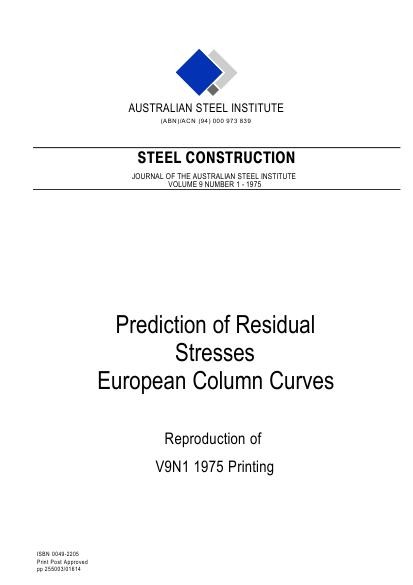 AUSTRALIAN STEEL INSTITUTE
(ABN)/ACN (94) 000 973 839
STEEL CONSTRUCTION
JOURNAL OF THE AUSTRALIAN STEEL INSTITUTE
VOLUME 9 NUMBER 1 - 1975
Prediction of Residual
Stresses
European Column Curves
Reproduction of
V9N1 1975 Printing
ISBN 0049-2205
Print Post Approved
pp 255003/01614